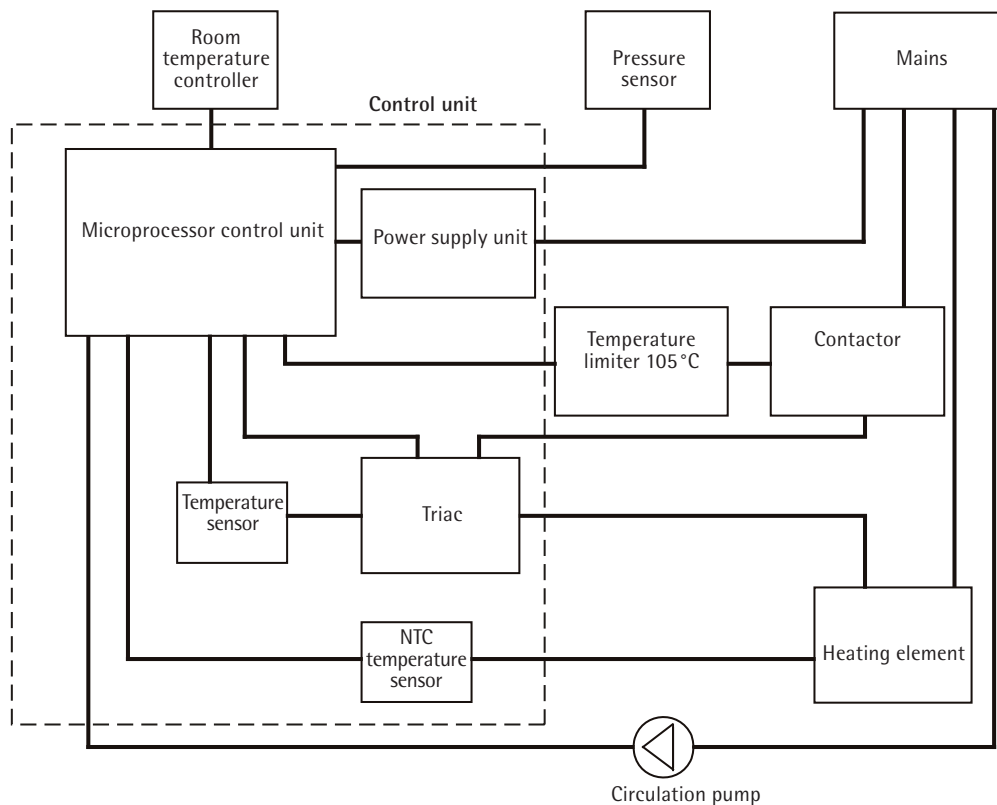 Room
temperature
controller
Pressure
sensor
Mains
Control unit
Microprocessor control unit
Power supply unit
Temperature
limiter 105°C
Contactor
Temperature
sensor
Triac
NTC
temperature
sensor
Heating element
Circulation pump